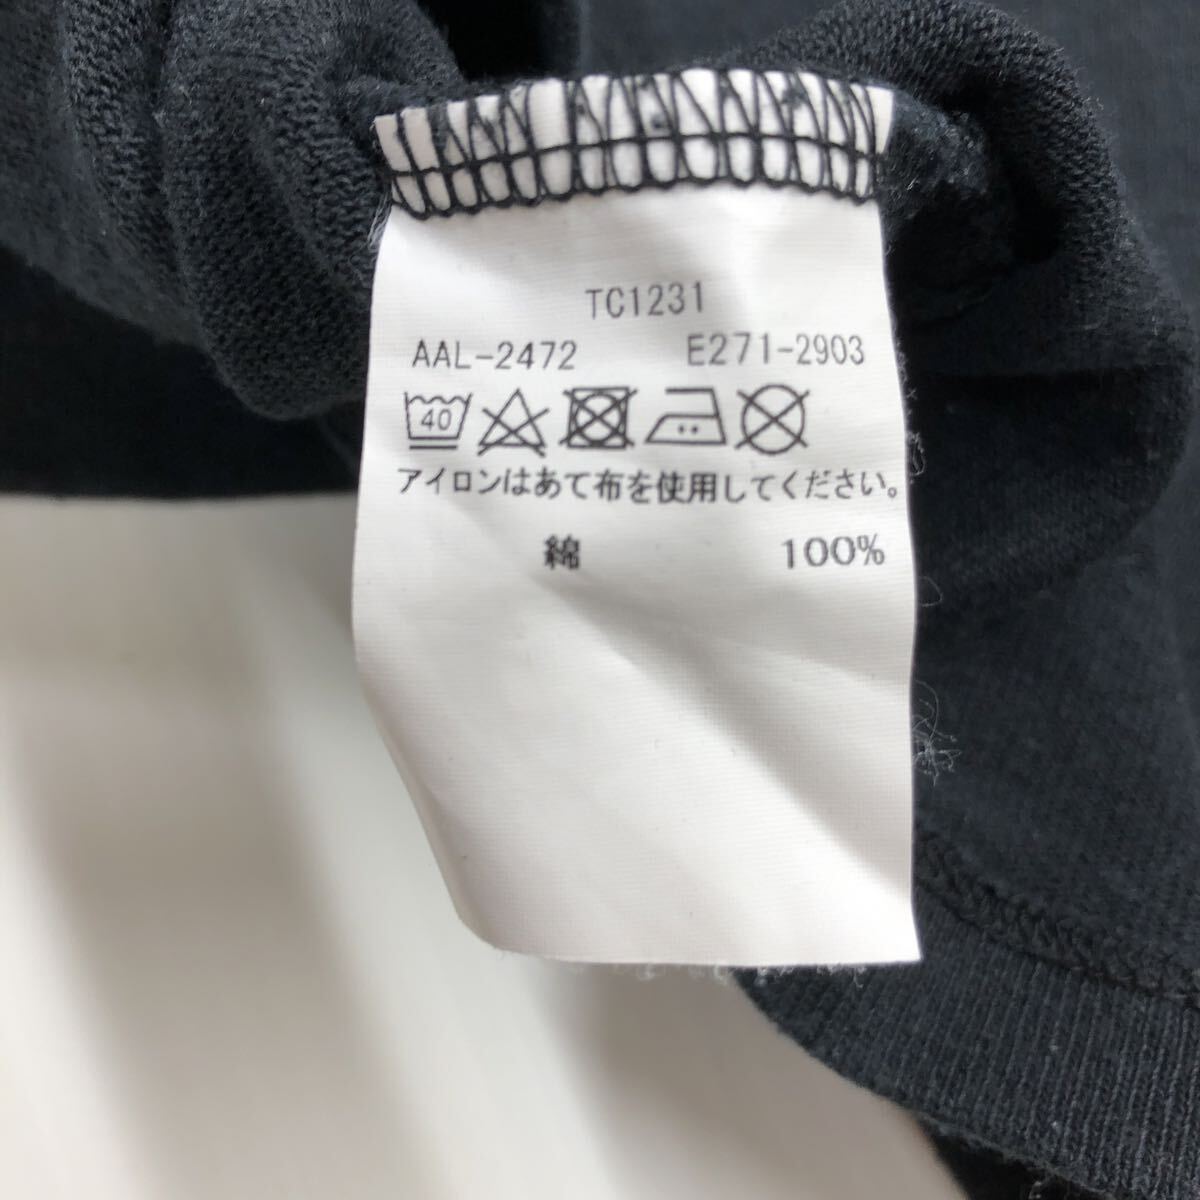 TC1231
AAL-2472 E271-2903
40
アイロンはあて布を使用してください。
綿 100%